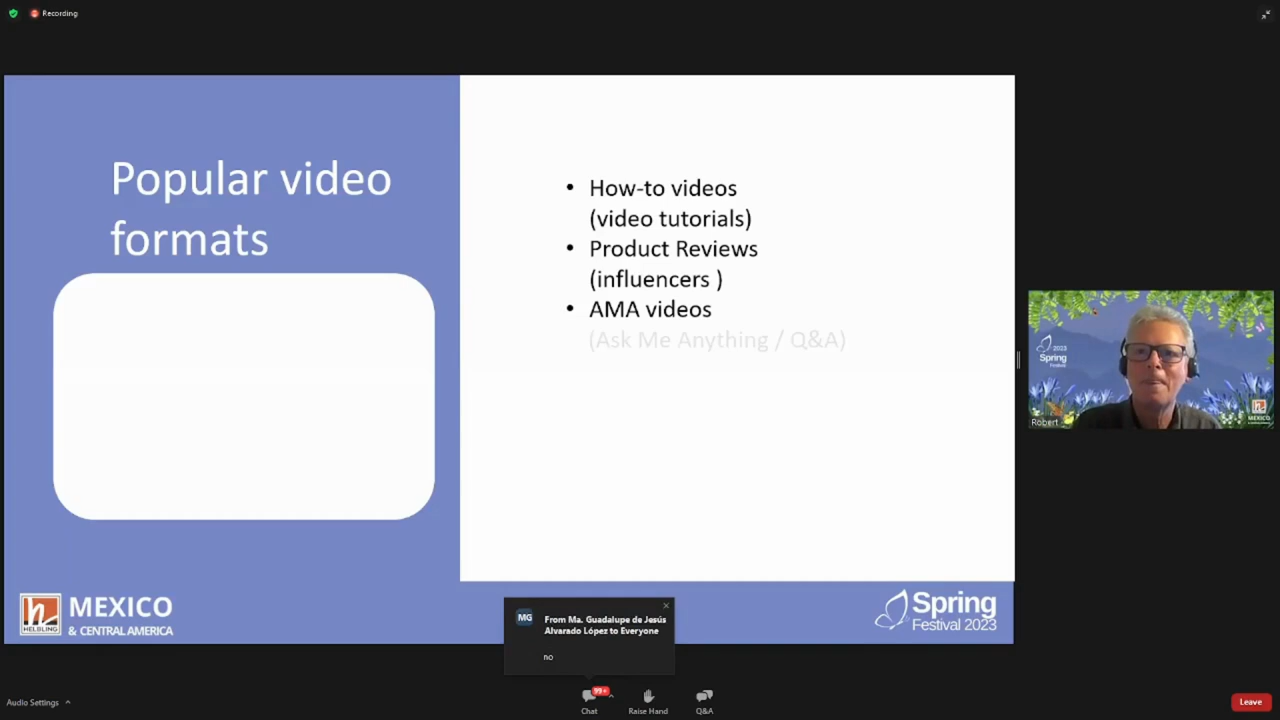 Recording
Popular video
formats
• How-to videos
(video tutorials)
• Product Reviews
(influencers )
• AMA videos
(Ask Me Anything / Q&A)
2023
Spring
Festival
MEXICO
Robert
h
HELBLING
MEXICO
& CENTRAL AMERICA
Spring
Festival 2023
MG
From Ma. Guadalupe de Jesús
Alvarado López to Everyone
no
Audio Settings
99+
Chat
Raise Hand
Q&A
Leave